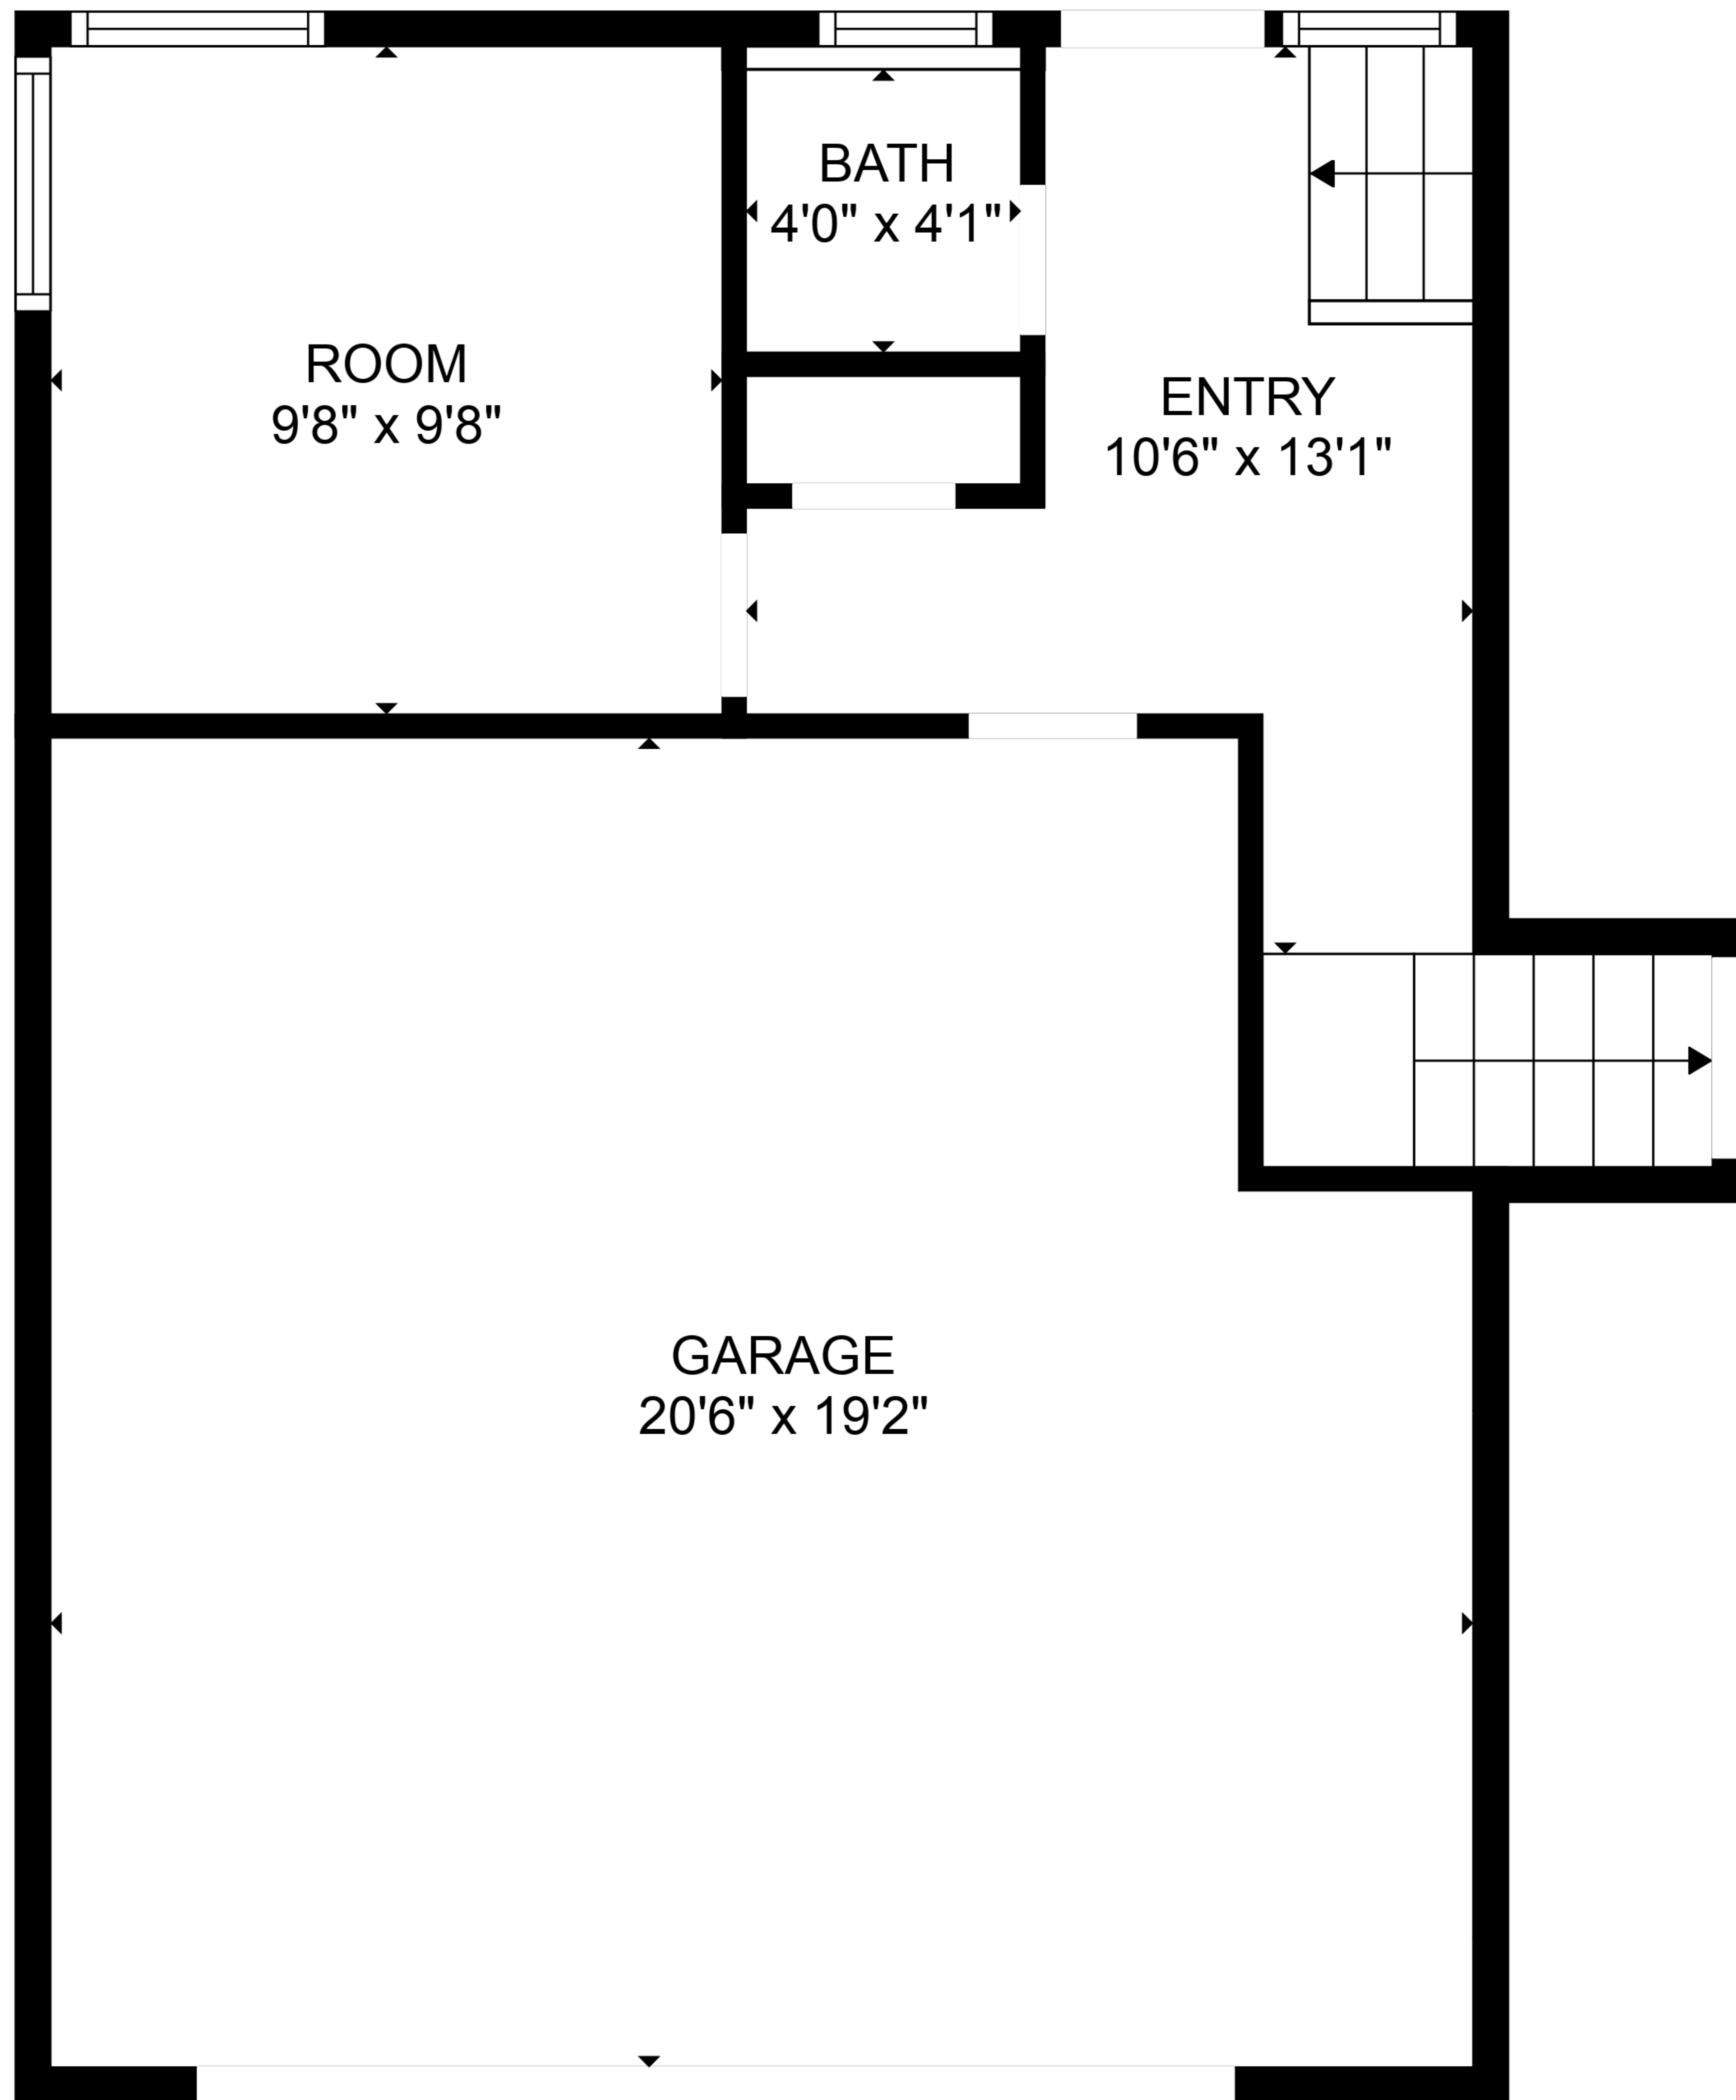 BATH
4'0" x 4'1"
ROOM
9'8" x 9'8"
ENTRY
10'6" x 13'1"
GARAGE
20'6" x 19'2"